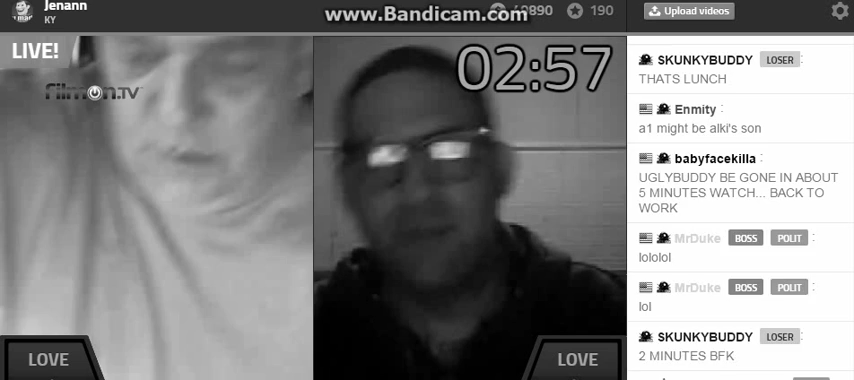 Jenann
KY
www.Bandicam.com
190
Upload videos
LIVE!
filmon.tv
02:57
LOVE
LOVE
SKUNKYBUDDY LOSER :
THATS LUNCH
Enmity :
a1 might be alki's son
babyfacekilla :
UGLYBUDDY BE GONE IN ABOUT
5 MINUTES WATCH... BACK TO
WORK
MrDuke BOSS POLIT :
lololol
MrDuke BOSS POLIT :
lol
SKUNKYBUDDY LOSER :
2 MINUTES BFK